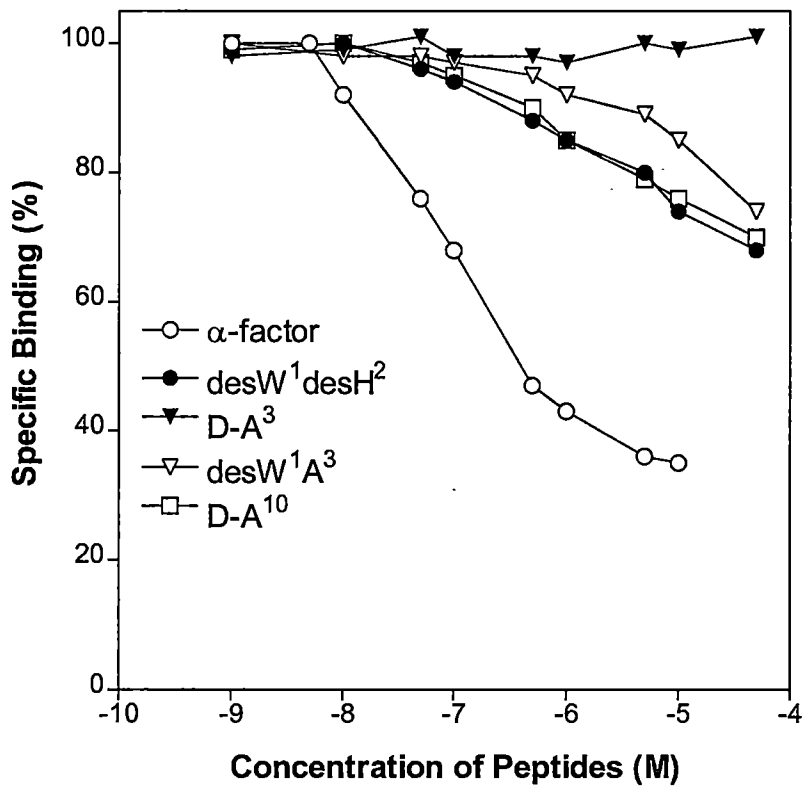 Specific Binding (%)
100
80
60
40
20
0
α-factor
desW¹desH²
D-A³
desW¹A³
D-A¹⁰
-10 -9 -8 -7 -6 -5 -4
Concentration of Peptides (M)